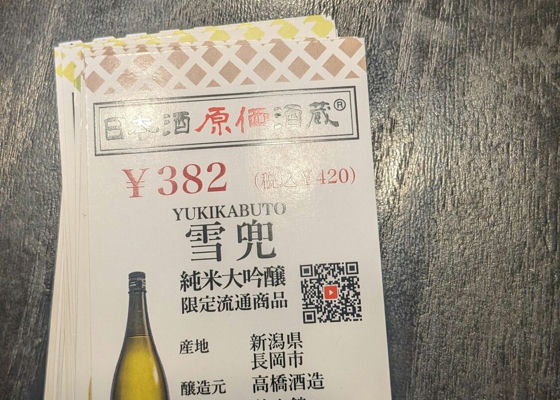 日本酒原価酒蔵®
¥382 (税込¥420)
YUKIKABUTO
雪兜
純米大吟醸
限定流通商品
産地 新潟県
長岡市
醸造元 高橋酒造